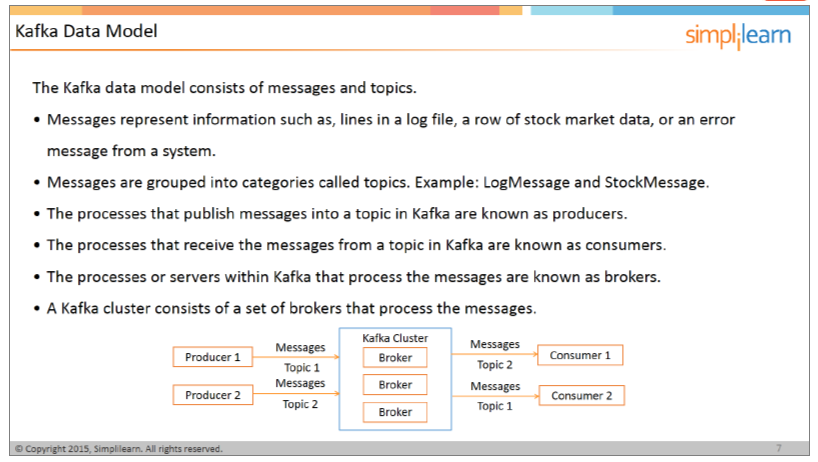 Kafka Data Model
simplilearn
The Kafka data model consists of messages and topics.
• Messages represent information such as, lines in a log file, a row of stock market data, or an error
message from a system.
• Messages are grouped into categories called topics. Example: LogMessage and StockMessage.
• The processes that publish messages into a topic in Kafka are known as producers.
• The processes that receive the messages from a topic in Kafka are known as consumers.
• The processes or servers within Kafka that process the messages are known as brokers.
• A Kafka cluster consists of a set of brokers that process the messages.
Kafka Cluster
Producer 1
Messages
Topic 1
Broker
Messages
Topic 2
Consumer 1
Producer 2
Messages
Topic 2
Broker
Messages
Topic 1
Consumer 2
Broker
© Copyright 2015, Simplilearn. All rights reserved.
7